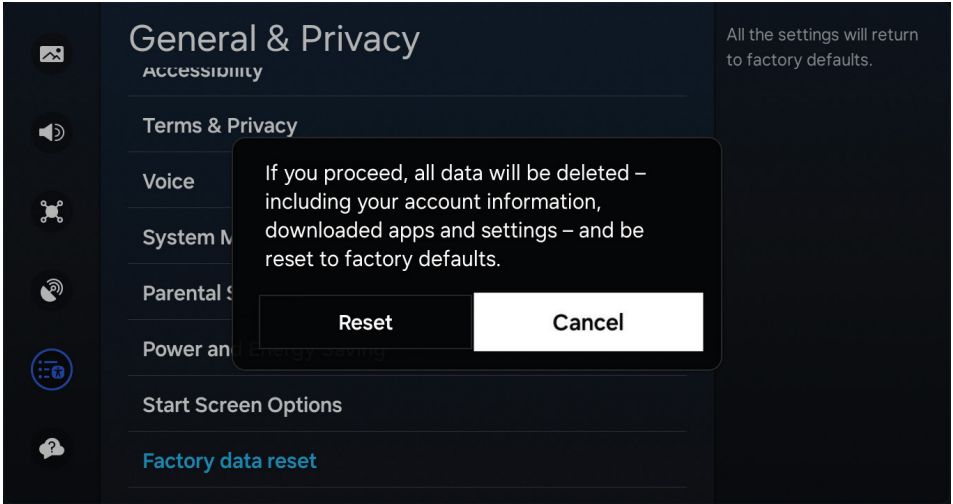 General & Privacy
All the settings will return
to factory defaults.
Accessibility
Terms & Privacy
Voice
System M
Parental S
Power and Energy Saving
Start Screen Options
Factory data reset
If you proceed, all data will be deleted –
including your account information,
downloaded apps and settings – and be
reset to factory defaults.
Reset
Cancel